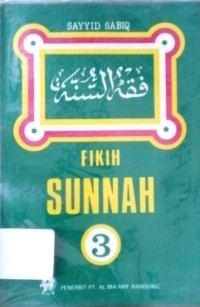 SAYYID SABIQ
فقه السنة
FIKIH
SUNNAH
3
PENERBIT PT. AL MA'ARIF BANDUNG